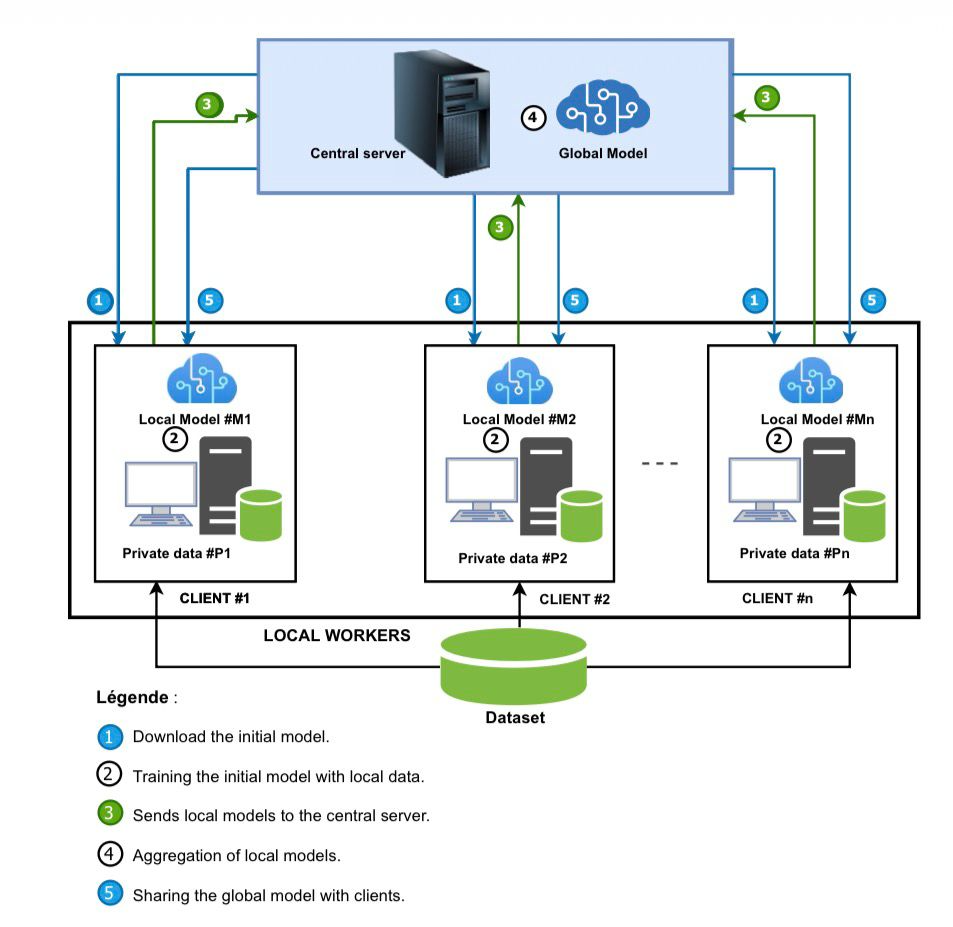 3
3
4
Central server
Global Model
3
1
5
1
5
1
5
Local Model #M1
Local Model #M2
Local Model #Mn
2
2
2
- - -
Private data #P1
Private data #P2
Private data #Pn
CLIENT #1
CLIENT #2
CLIENT #n
LOCAL WORKERS
Dataset
Légende :
1 Download the initial model.
2 Training the initial model with local data.
3 Sends local models to the central server.
4 Aggregation of local models.
5 Sharing the global model with clients.